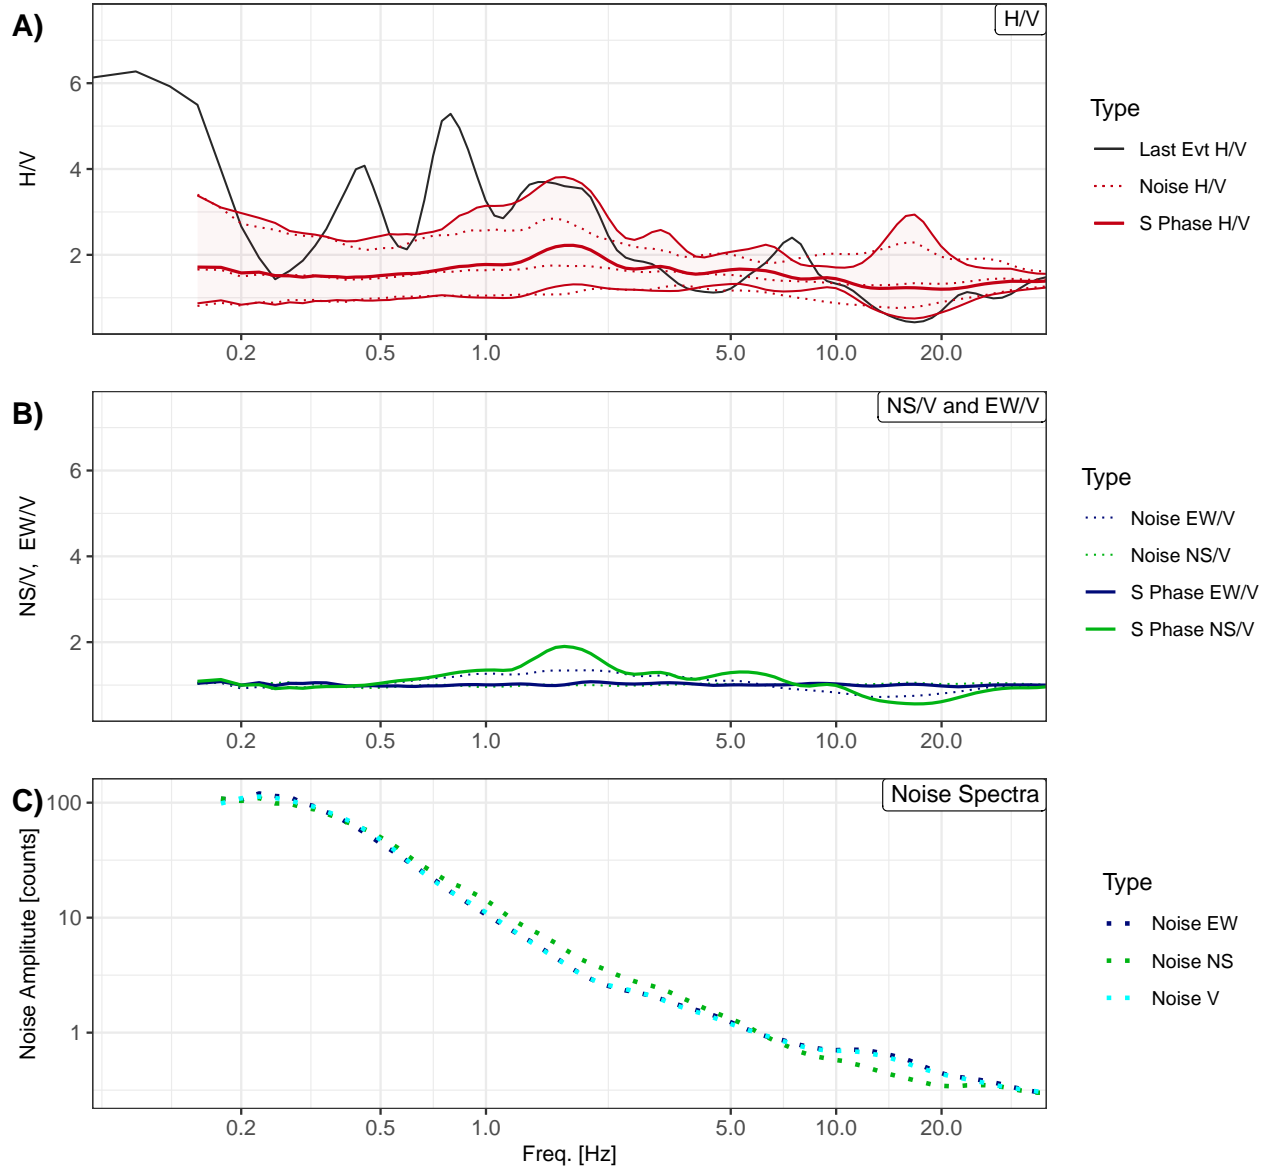 A)
H/V
6
4
2
H/V
0.2 0.5 1.0 5.0 10.0 20.0
Type
Last Evt H/V
Noise H/V
S Phase H/V
B)
NS/V and EW/V
6
4
2
NS/V, EW/V
0.2 0.5 1.0 5.0 10.0 20.0
Type
Noise EW/V
Noise NS/V
S Phase EW/V
S Phase NS/V
C)
Noise Spectra
100
10
1
Noise Amplitute [counts]
0.2 0.5 1.0 5.0 10.0 20.0
Freq. [Hz]
Type
Noise EW
Noise NS
Noise V